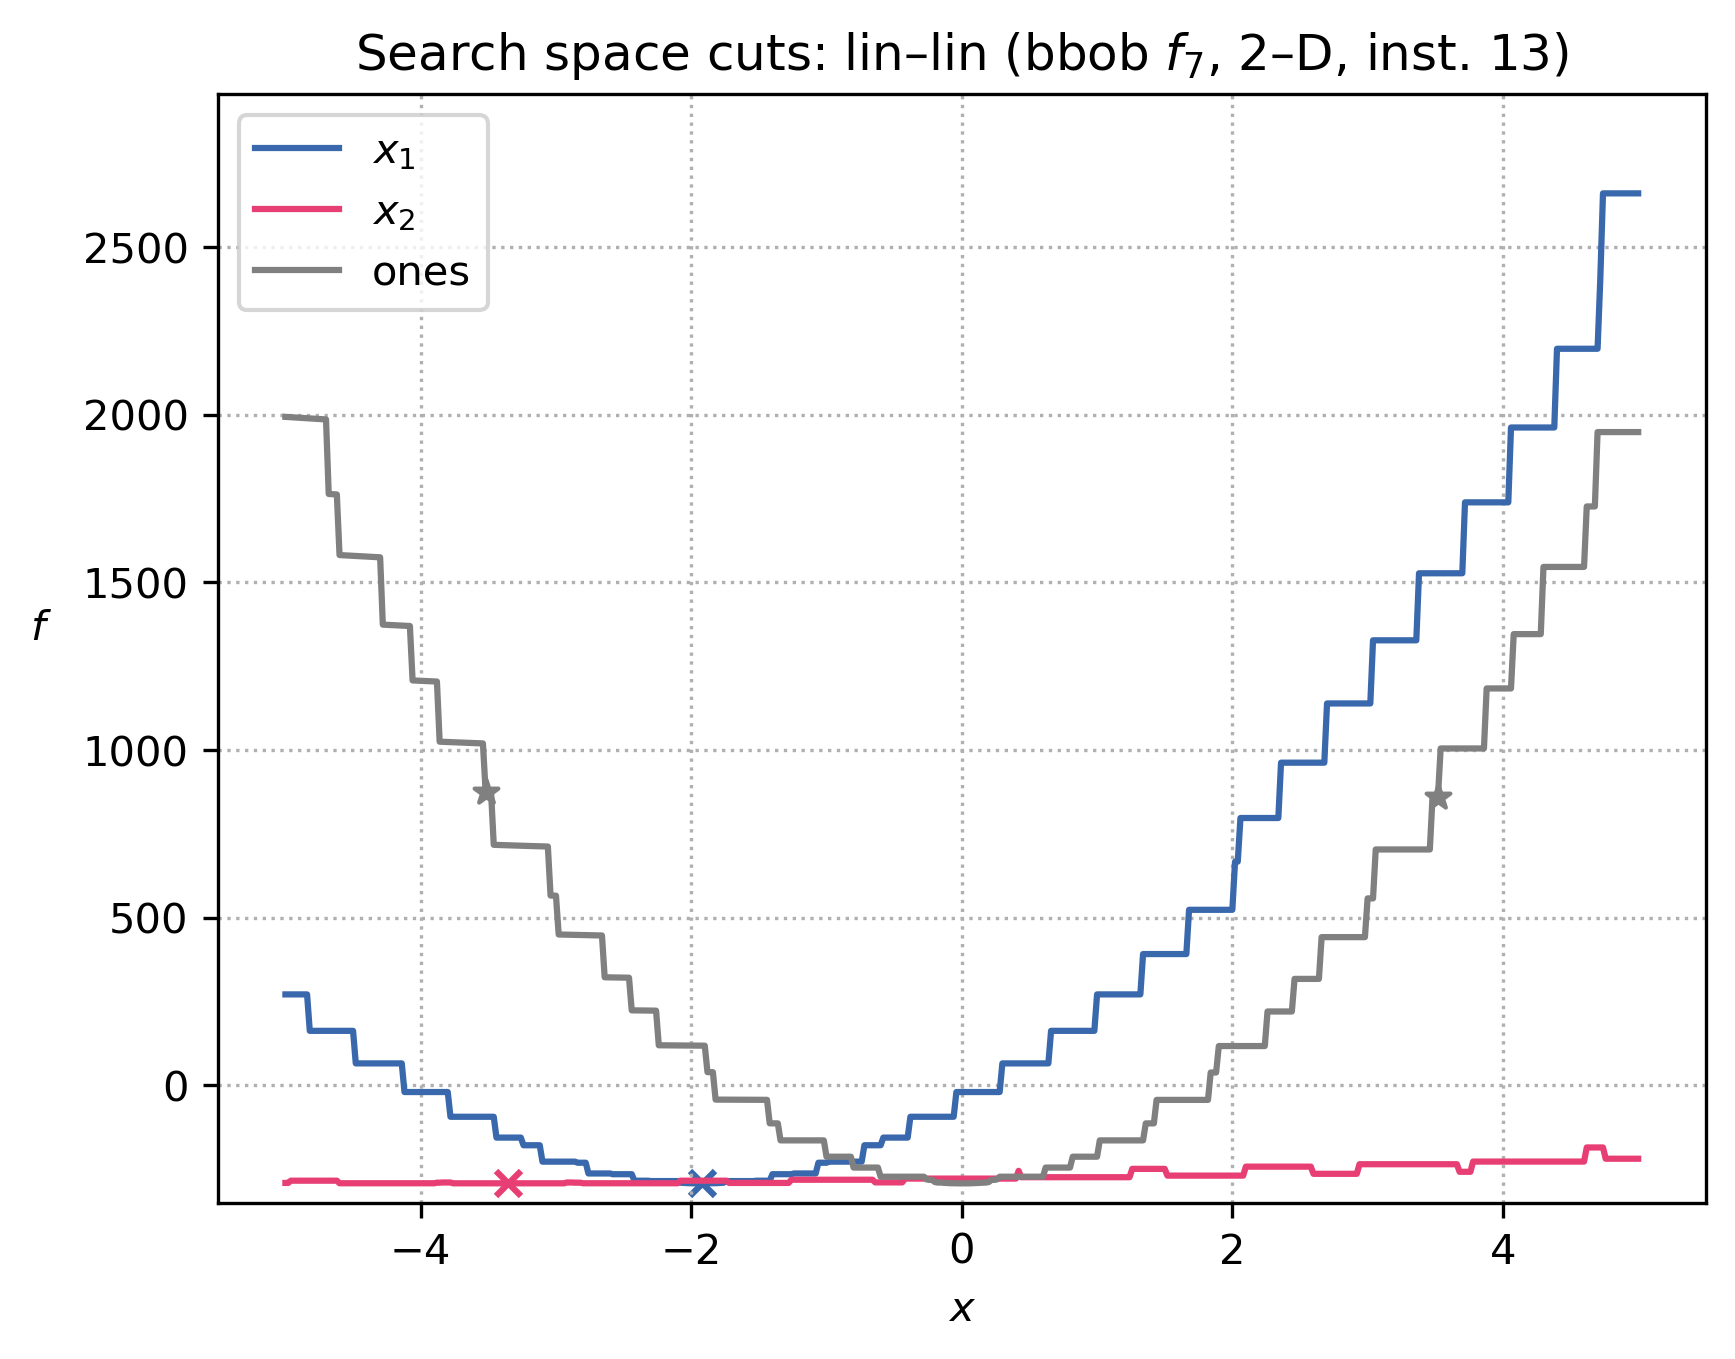 Search space cuts: lin–lin (bbob f₇, 2–D, inst. 13)
x₁
x₂
ones
2500
2000
1500
1000
500
0
f
−4
−2
0
2
4
x